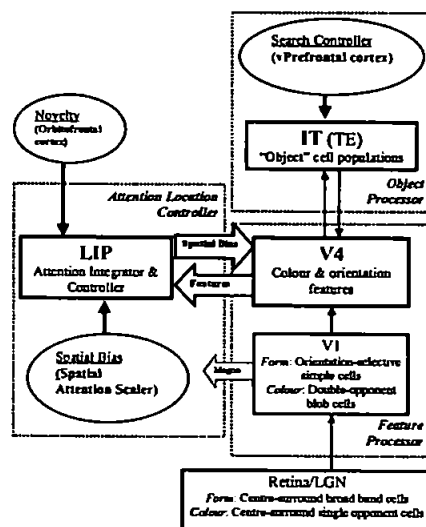 Search Controller
(vPrefrontal cortex)
Novelty
(Orbitofrontal
cortex)
IT (TE)
"Object" cell populations
Object
Processor
Attention Location
Controller
LIP
Attention Integrator &
Controller
Spatial Bias
Features
V4
Colour & orientation
features
Spatial Bias
(Spatial
Attention Scaler)
Magno
V1
Form: Orientation-selective
simple cells
Colour: Double-opponent
blob cells
Feature
Processor
Retina/LGN
Form: Centre-surround broad band cells
Colour: Centre-surround single opponent cells